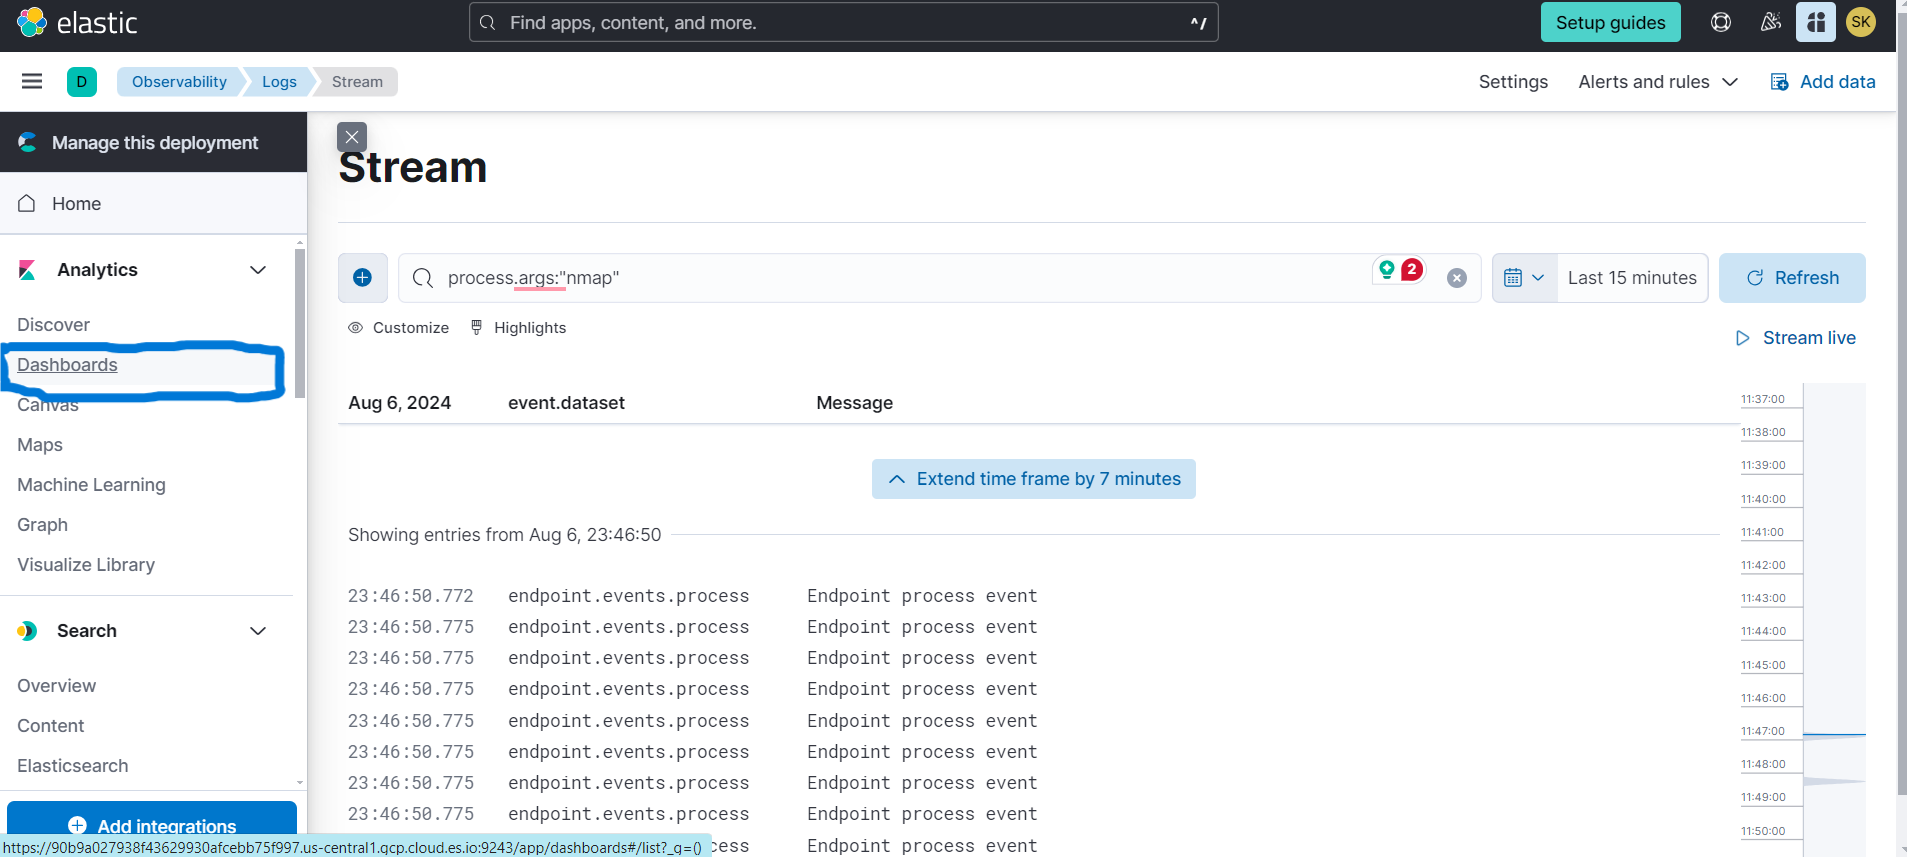 elastic
Find apps, content, and more.
^/
Setup guides
SK
D
Observability
Logs
Stream
Settings
Alerts and rules
Add data
Manage this deployment
Home
Analytics
Discover
Dashboards
Canvas
Maps
Machine Learning
Graph
Visualize Library
Search
Overview
Content
Elasticsearch
Add integrations
https://90b9a027938f43629930afcebb75f997.us-central1.gcp.cloud.es.io:9243/app/dashboards#/list?_g=()
Stream
process.args:"nmap"
2
Last 15 minutes
Refresh
Customize
Highlights
Stream live
Aug 6, 2024 event.dataset Message
Extend time frame by 7 minutes
Showing entries from Aug 6, 23:46:50
23:46:50.772 endpoint.events.process Endpoint process event
23:46:50.775 endpoint.events.process Endpoint process event
23:46:50.775 endpoint.events.process Endpoint process event
23:46:50.775 endpoint.events.process Endpoint process event
23:46:50.775 endpoint.events.process Endpoint process event
23:46:50.775 endpoint.events.process Endpoint process event
23:46:50.775 endpoint.events.process Endpoint process event
23:46:50.775 endpoint.events.process Endpoint process event
cess Endpoint process event
11:37:00
11:38:00
11:39:00
11:40:00
11:41:00
11:42:00
11:43:00
11:44:00
11:45:00
11:46:00
11:47:00
11:48:00
11:49:00
11:50:00